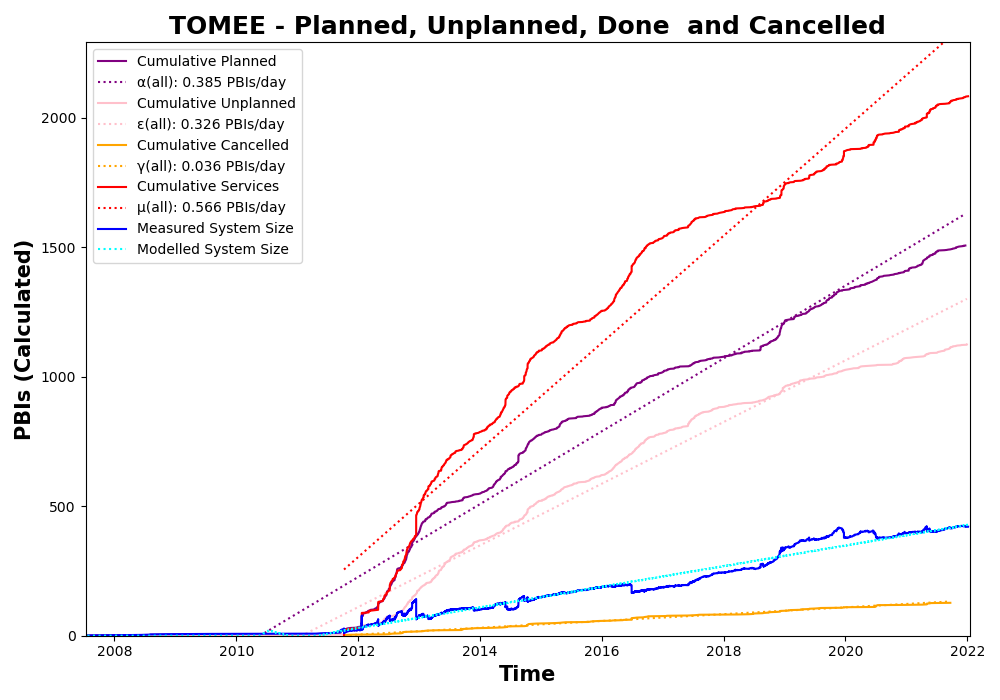 TOMEE - Planned, Unplanned, Done  and Cancelled
Cumulative Planned
α(all): 0.385 PBIs/day
Cumulative Unplanned
ε(all): 0.326 PBIs/day
Cumulative Cancelled
γ(all): 0.036 PBIs/day
Cumulative Services
μ(all): 0.566 PBIs/day
Measured System Size
Modelled System Size
PBIs (Calculated)
2000
1500
1000
500
0
2008 2010 2012 2014 2016 2018 2020 2022
Time